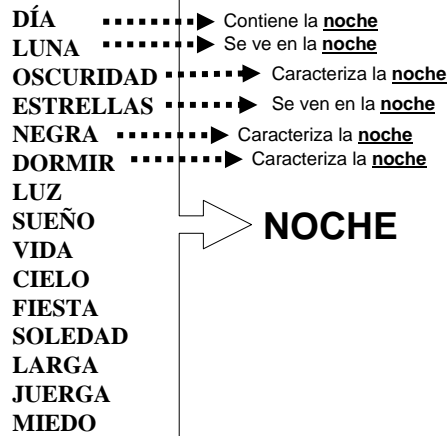 DÍA Contiene la noche
LUNA Se ve en la noche
OSCURIDAD Caracteriza la noche
ESTRELLAS Se ven en la noche
NEGRA Caracteriza la noche
DORMIR Caracteriza la noche
LUZ
SUEÑO
NOCHE
VIDA
CIELO
FIESTA
SOLEDAD
LARGA
JUERGA
MIEDO